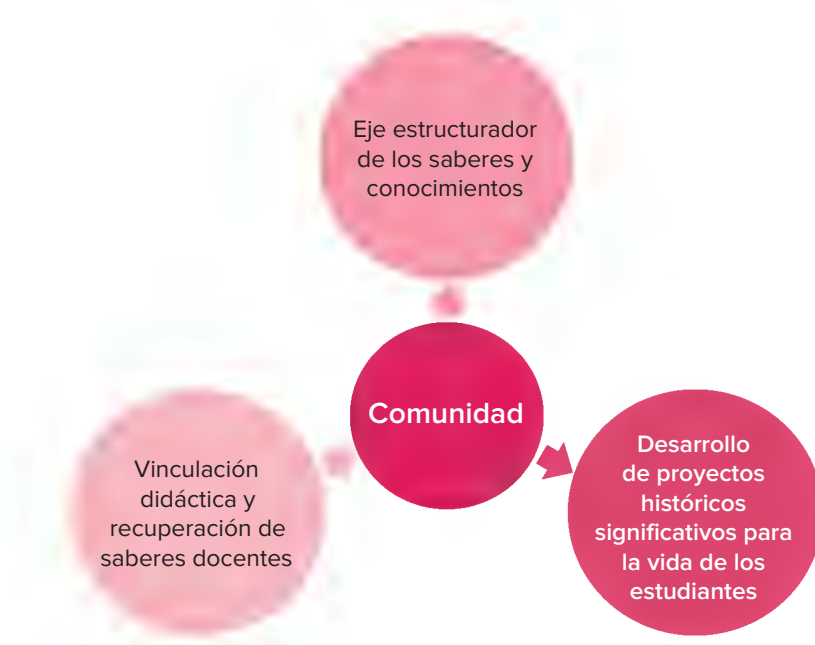 Eje estructurador
de los saberes y
conocimientos
Comunidad
Vinculación
didáctica y
recuperación de
saberes docentes
Desarrollo
de proyectos
históricos
significativos para
la vida de los
estudiantes